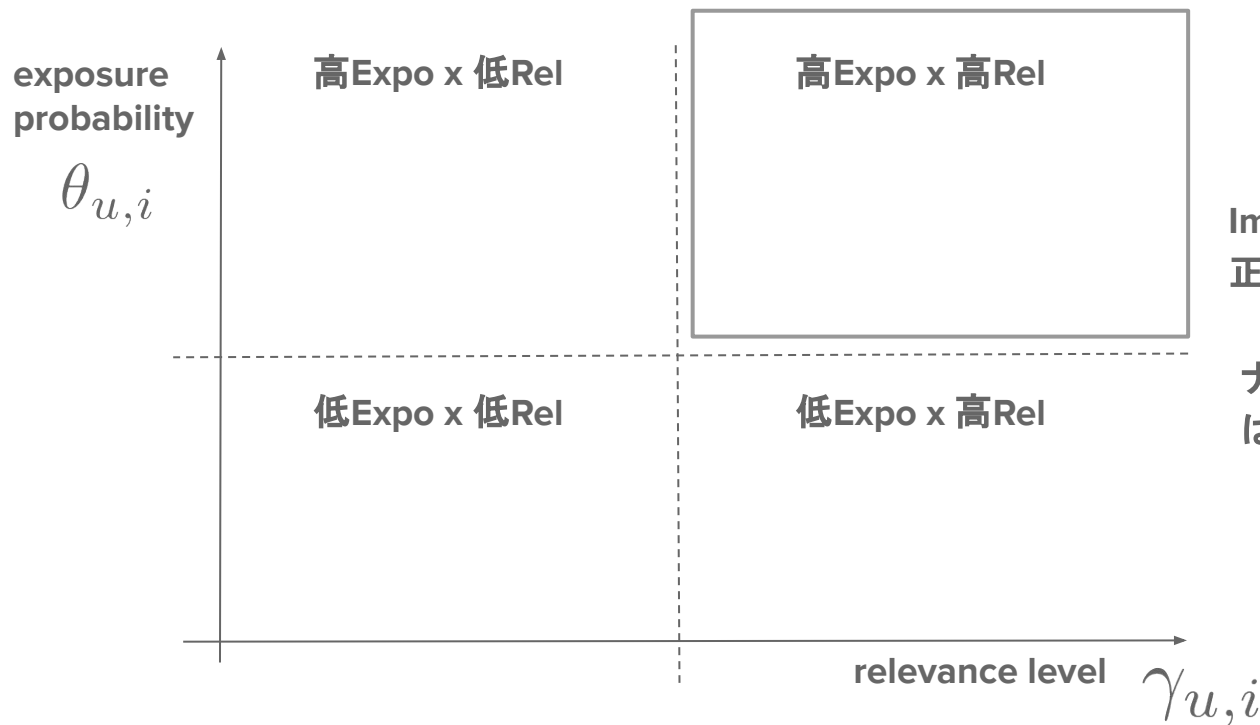 exposure
probability
θu,i
高Expo x 低Rel
高Expo x 高Rel
正
低Expo x 低Rel
低Expo x 高Rel
relevance level
γu,i